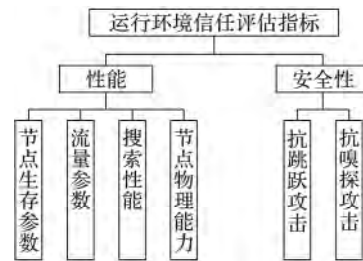 运行环境信任评估指标
性能
安全性
节点生存参数
流量参数
搜索性能
节点物理能力
抗跳跃攻击
抗嗅探攻击